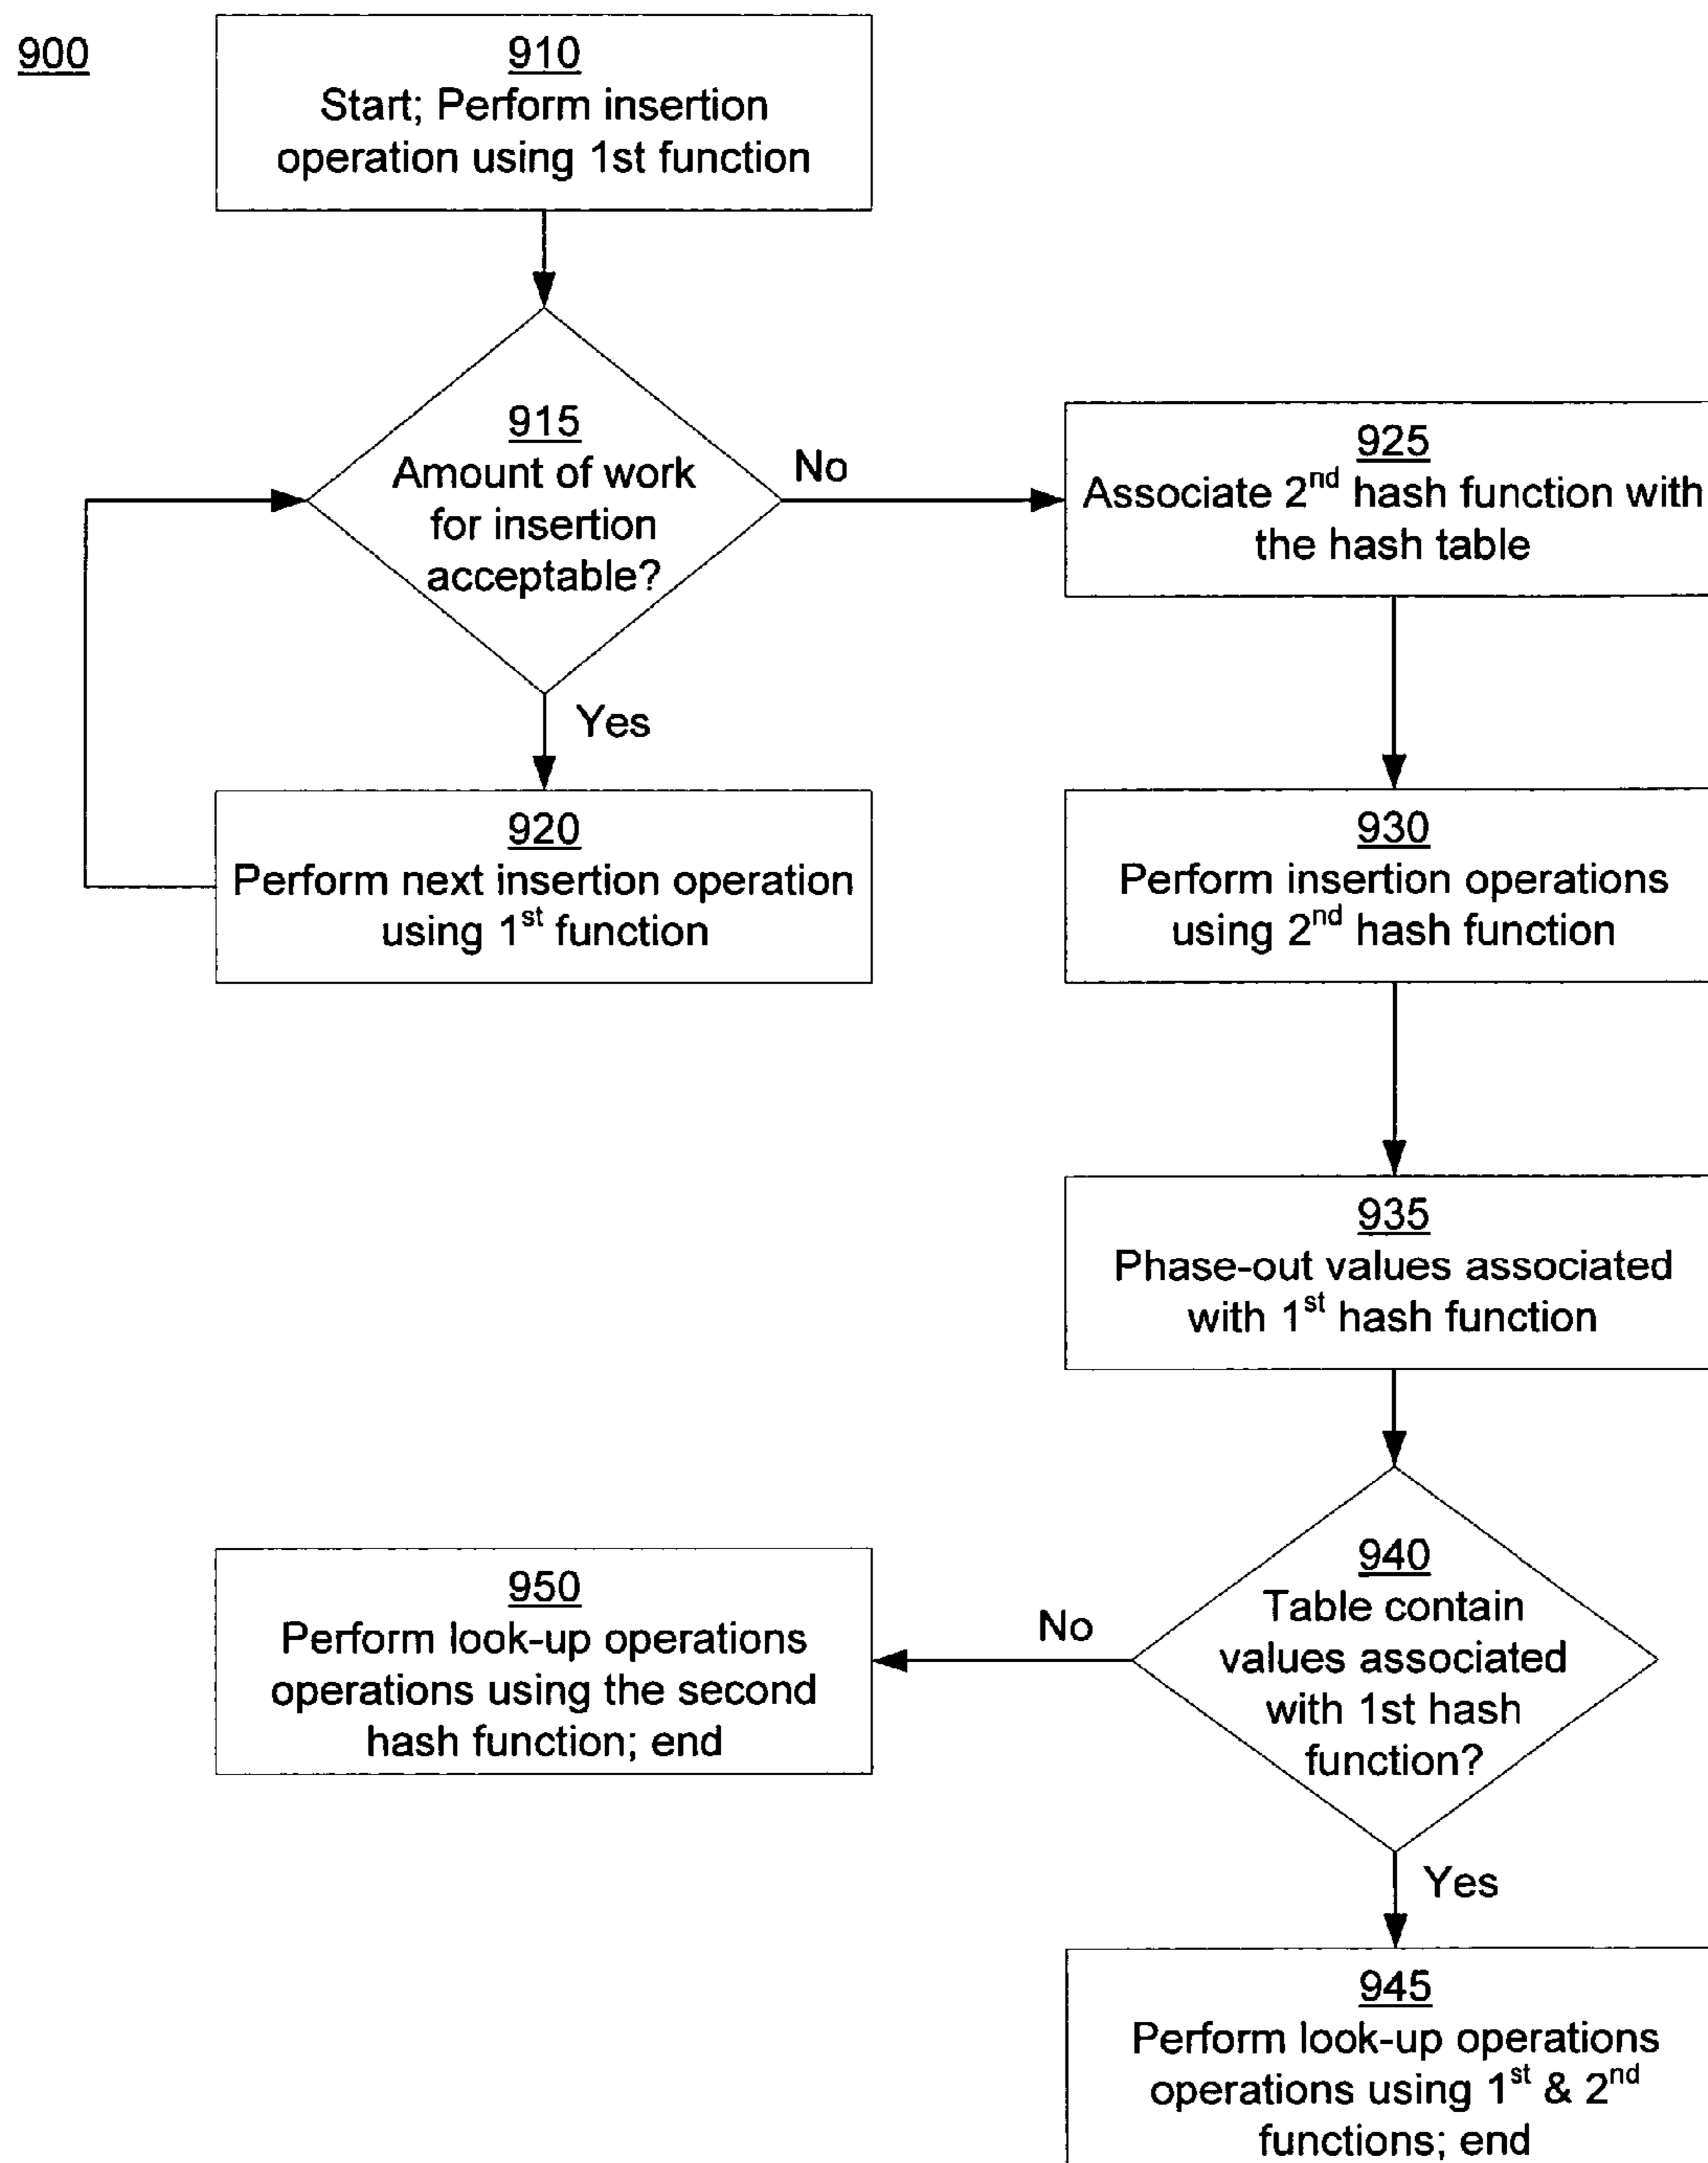 900
910
Start; Perform insertion
operation using 1st function
915
Amount of work
for insertion
acceptable?
No
Yes
920
Perform next insertion operation
using 1st function
925
Associate 2nd hash function with
the hash table
930
Perform insertion operations
using 2nd hash function
935
Phase-out values associated
with 1st hash function
940
Table contain
values associated
with 1st hash
function?
No
Yes
950
Perform look-up operations
operations using the second
hash function; end
945
Perform look-up operations
operations using 1st & 2nd
functions; end